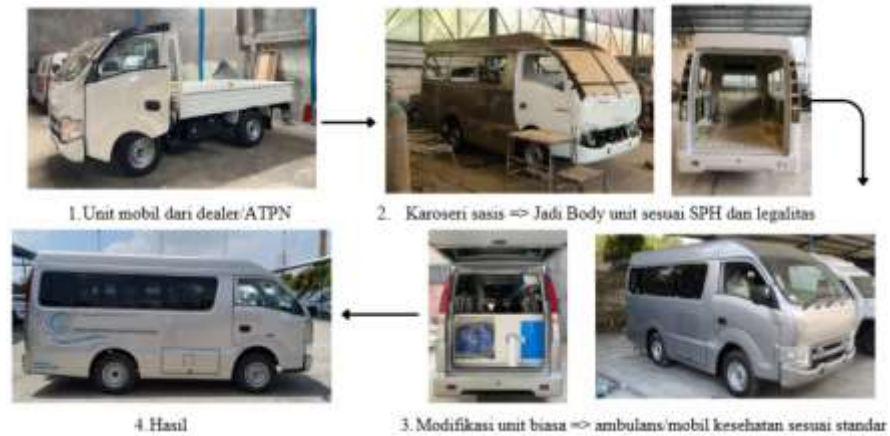 1. Unit mobil dari dealer/ATPN
2. Karoseri sasis => Jadi Body unit sesuai SPH dan legalitas
4. Hasil
3. Modifikasi unit biasa => ambulans/mobil kesehatan sesuai standar